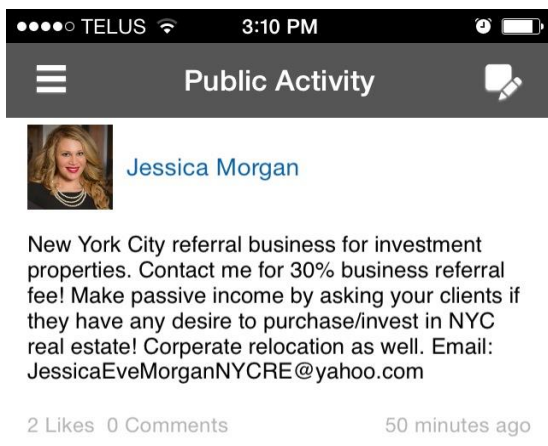 TELUS 3:10 PM
Public Activity
Jessica Morgan
New York City referral business for investment
properties. Contact me for 30% business referral
fee! Make passive income by asking your clients if
they have any desire to purchase/invest in NYC
real estate! Corperate relocation as well. Email:
JessicaEveMorganNYCRE@yahoo.com
2 Likes 0 Comments 50 minutes ago